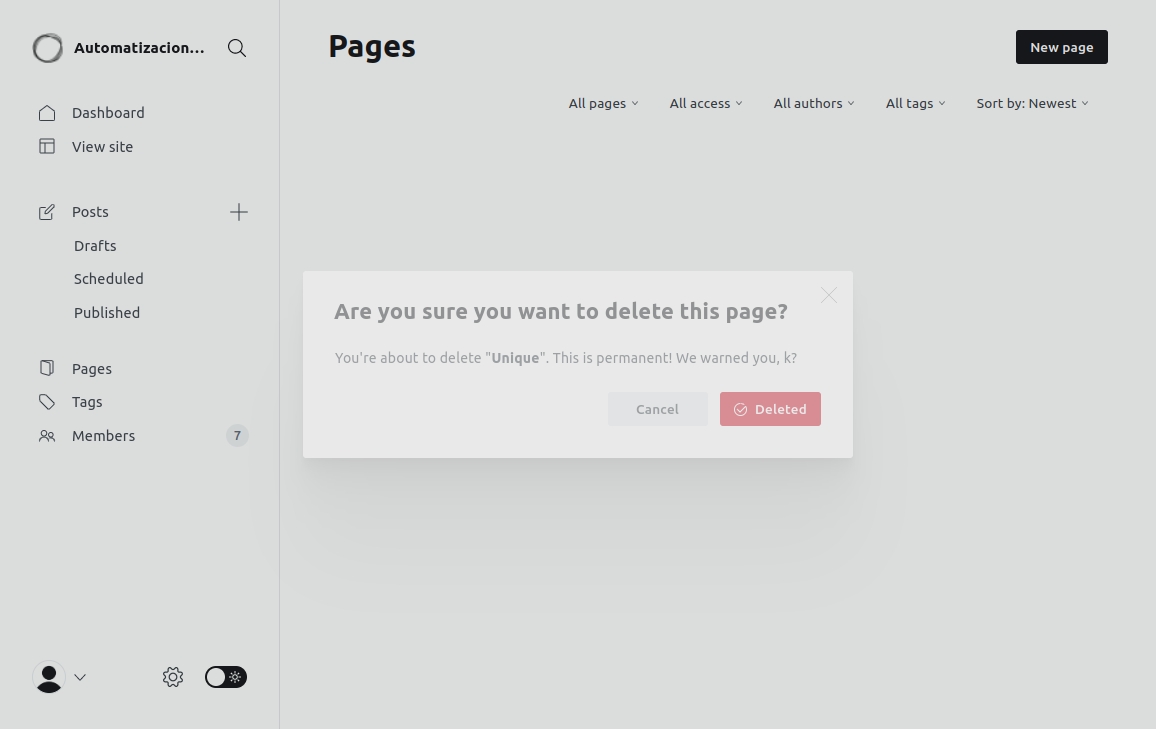 Automatizacion...
Dashboard
View site
Posts
Drafts
Scheduled
Published
Pages
Tags
Members 7
Pages
New page
All pages All access All authors All tags Sort by: Newest
Are you sure you want to delete this page?
You're about to delete "Unique". This is permanent! We warned you, k?
Cancel Deleted